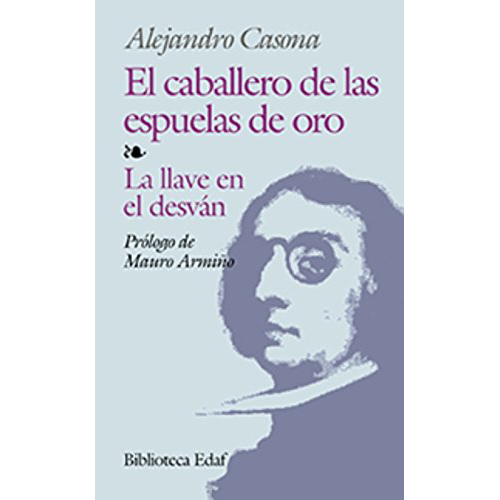 Alejandro Casona
El caballero de las
espuelas de oro
La llave en
el desván
Prólogo de
Mauro Armiño
Biblioteca Edaf